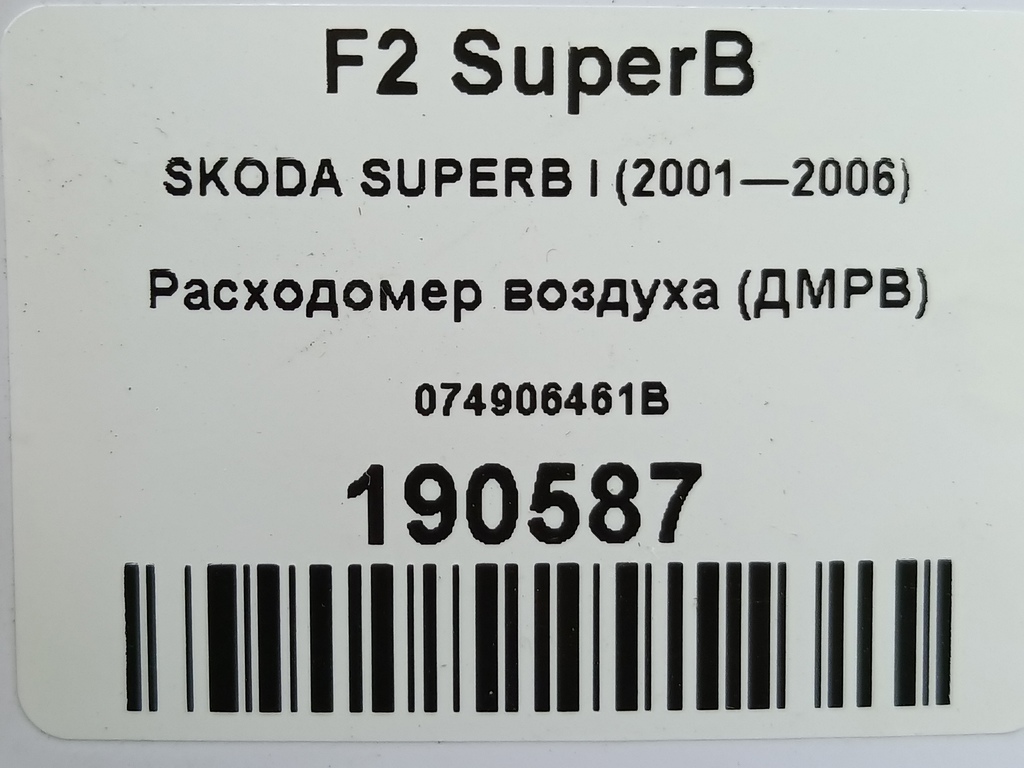 F2 SuperB
SKODA SUPERB I (2001—2006)
Расходомер воздуха (ДМРВ)
074906461B
190587